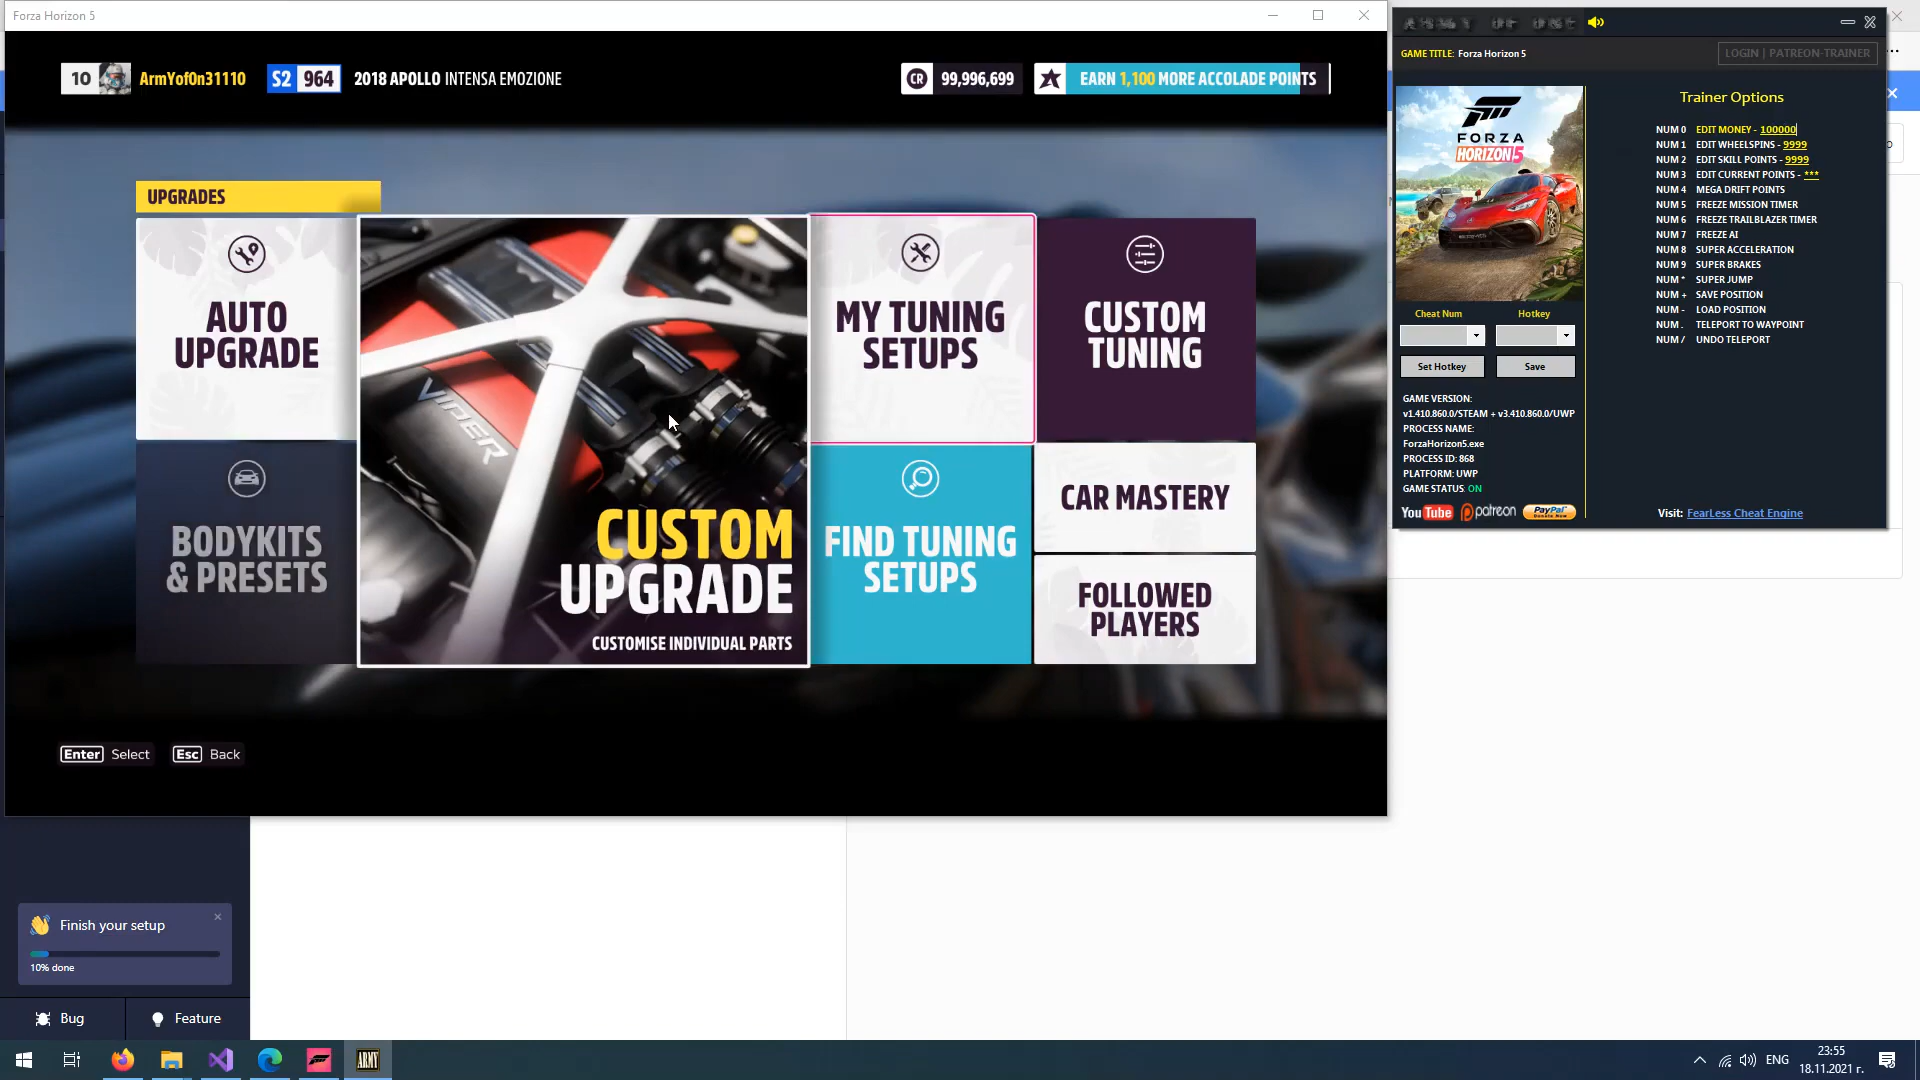 Forza Horizon 5
10 ArmYof0n31110 S2 964 2018 APOLLO INTENSA EMOZIONE
CR 99,996,699 EARN 1,100 MORE ACCOLADE POINTS
UPGRADES
AUTO
UPGRADE
VIPER
CUSTOM
UPGRADE
CUSTOMISE INDIVIDUAL PARTS
MY TUNING
SETUPS
CUSTOM
TUNING
BODYKITS
& PRESETS
FIND TUNING
SETUPS
CAR MASTERY
FOLLOWED
PLAYERS
Enter Select Esc Back
GAME TITLE: Forza Horizon 5
LOGIN | PATREON-TRAINER
FORZA
HORIZON 5
Trainer Options
NUM 0 EDIT MONEY - 100000
NUM 1 EDIT WHEELSPINS - 9999
NUM 2 EDIT SKILL POINTS - 9999
NUM 3 EDIT CURRENT POINTS - ***
NUM 4 MEGA DRIFT POINTS
NUM 5 FREEZE MISSION TIMER
NUM 6 FREEZE TRAILBLAZER TIMER
NUM 7 FREEZE AI
NUM 8 SUPER ACCELERATION
NUM 9 SUPER BRAKES
NUM * SUPER JUMP
NUM + SAVE POSITION
NUM - LOAD POSITION
NUM . TELEPORT TO WAYPOINT
NUM / UNDO TELEPORT
Cheat Num Hotkey
Set Hotkey Save
GAME VERSION:
v1.410.860.0/STEAM + v3.410.860.0/UWP
PROCESS NAME:
ForzaHorizon5.exe
PROCESS ID: 868
PLATFORM: UWP
GAME STATUS: ON
YouTube patreon PayPal Donate Now
Visit: FearLess Cheat Engine
Finish your setup
10% done
Bug Feature
ARMY
ENG
23:55
18.11.2021 г.